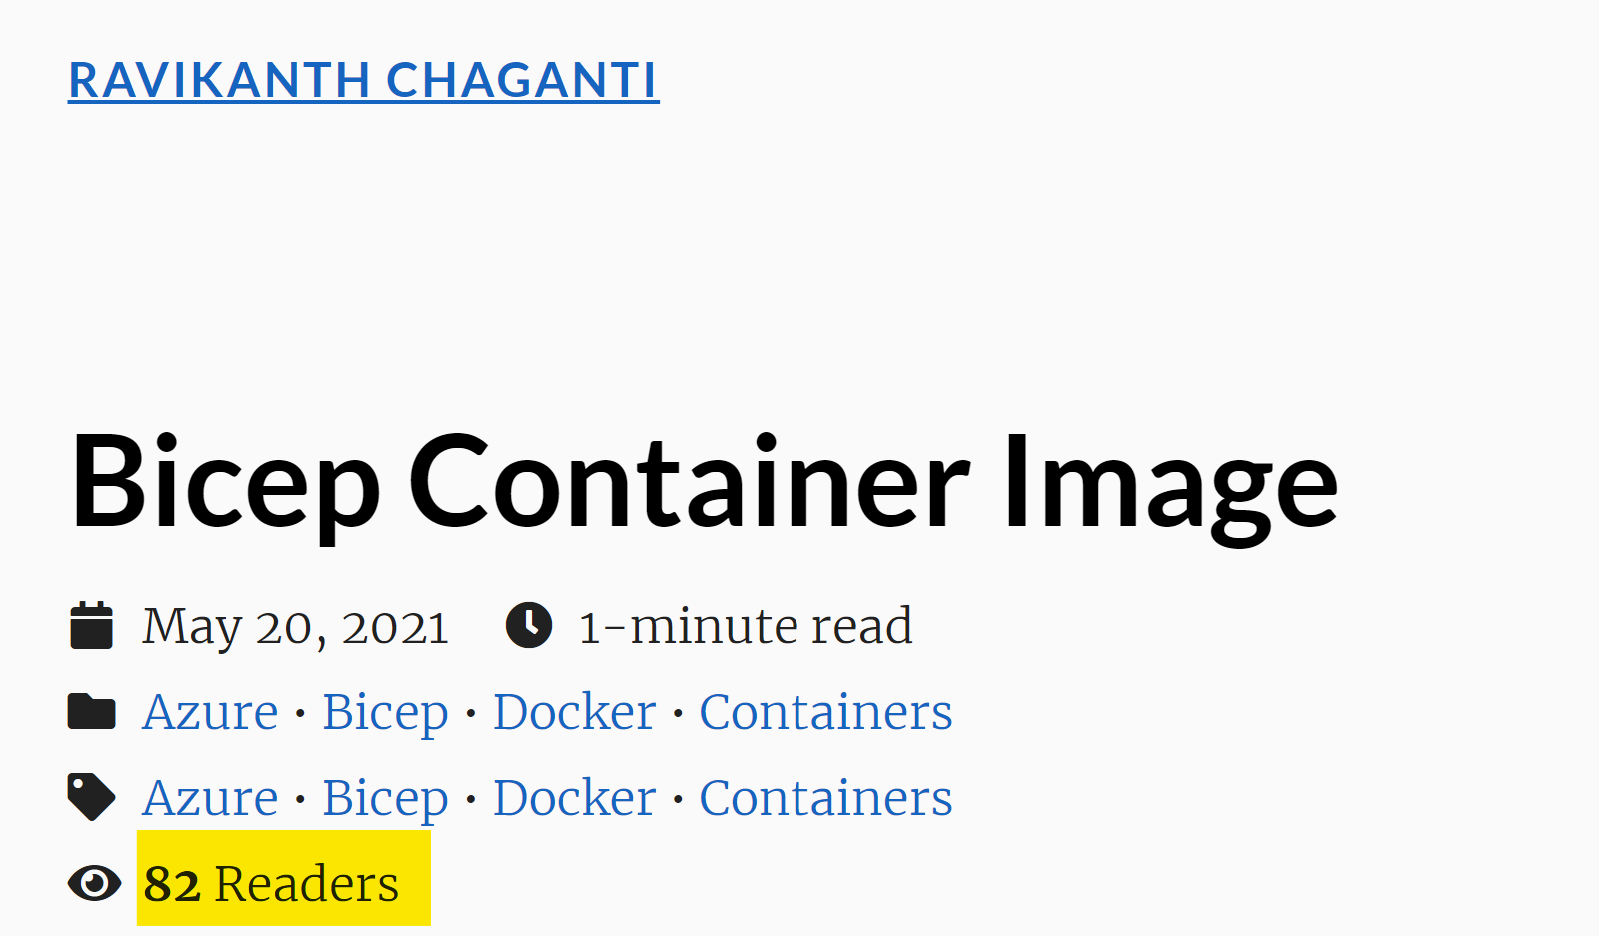 RAVIKANTH CHAGANTI
Bicep Container Image
May 20, 2021 1-minute read
Azure • Bicep • Docker • Containers
Azure • Bicep • Docker • Containers
82 Readers